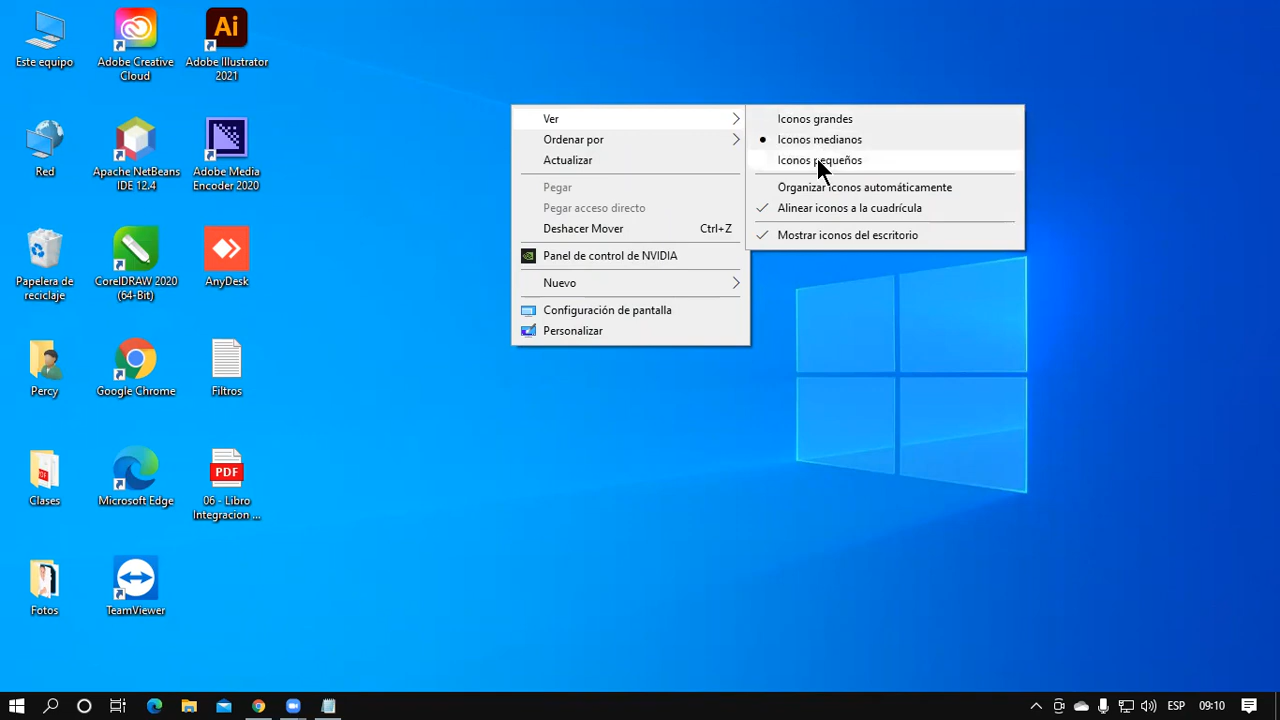 Este equipo
Adobe Creative
Cloud
Ai
Adobe Illustrator
2021
Red
Apache NetBeans
IDE 12.4
Adobe Media
Encoder 2020
Papelera de
reciclaje
CorelDRAW 2020
(64-Bit)
AnyDesk
Percy
Google Chrome
Filtros
Clases
Microsoft Edge
PDF
06 - Libro
Integracion ...
Fotos
TeamViewer
Ver
Ordenar por
Actualizar
Pegar
Pegar acceso directo
Deshacer Mover Ctrl+Z
Panel de control de NVIDIA
Nuevo
Configuración de pantalla
Personalizar
Iconos grandes
Iconos medianos
Iconos pequeños
Organizar iconos automáticamente
Alinear iconos a la cuadrícula
Mostrar iconos del escritorio
ESP 09:10